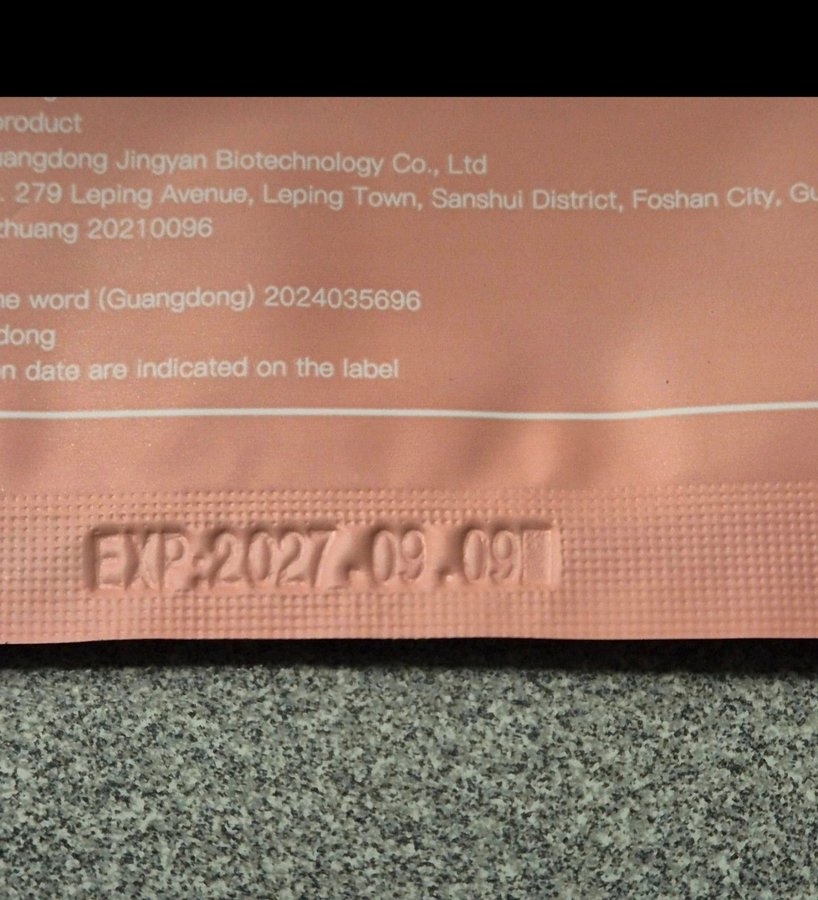 product
angdong Jingyan Biotechnology Co., Ltd
. 279 Leping Avenue, Leping Town, Sanshui District, Foshan City, Gu
zhuang 20210096
he word (Guangdong) 2024035696
dong
n date are indicated on the label
EXP:2027.09.09